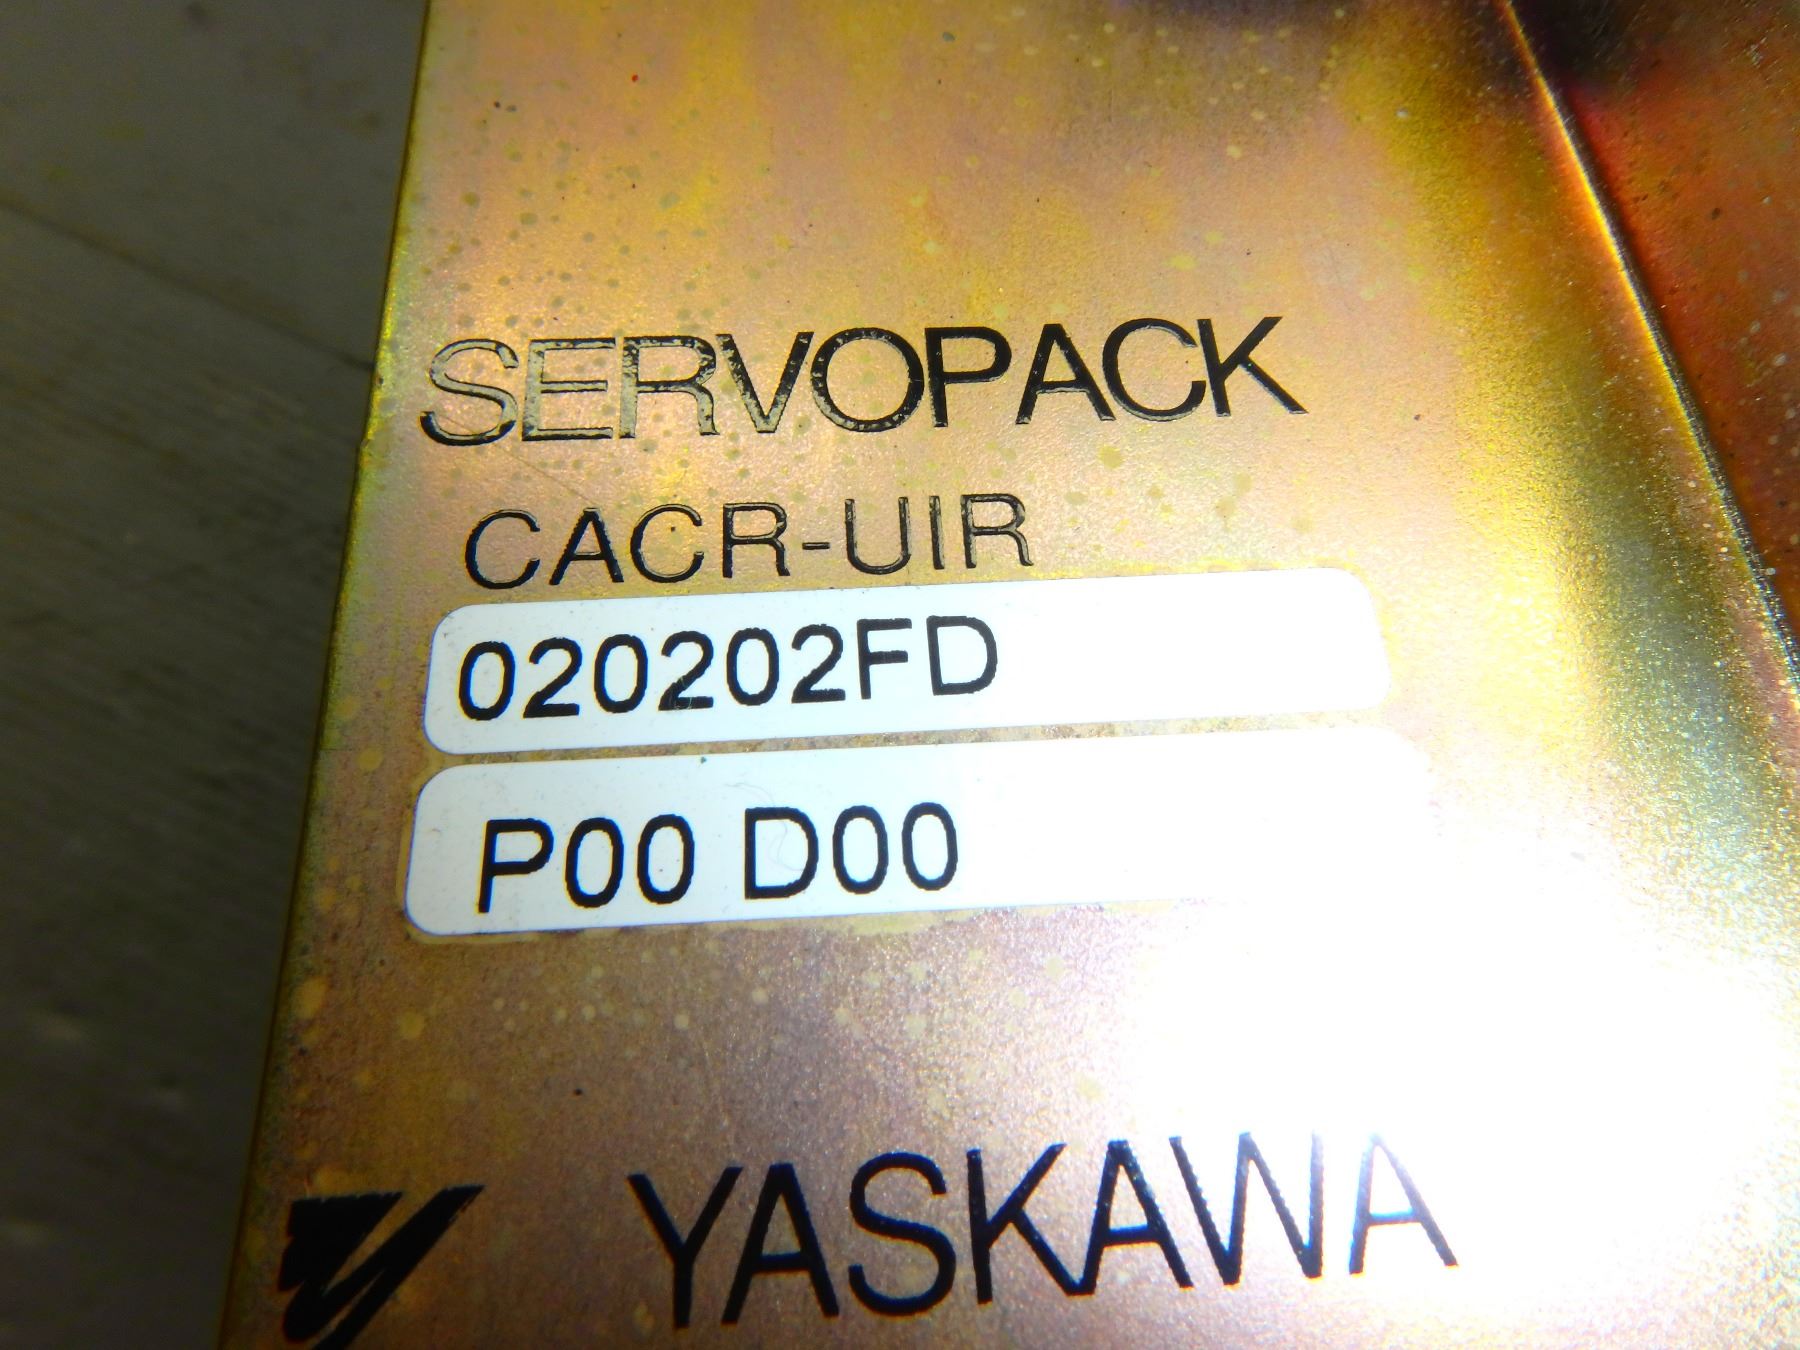 SERVOPACK
CACR-UIR
020202FD
P00 D00
YASKAWA